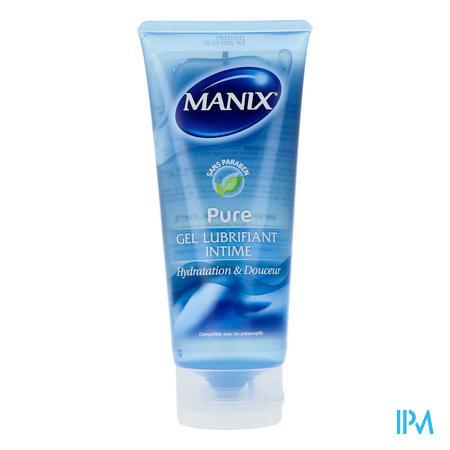 MANIX®
SANS PARABEN
Pure
GEL LUBRIFIANT
INTIME
Hydratation & Douceur
Compatible avec les préservatifs
IPM